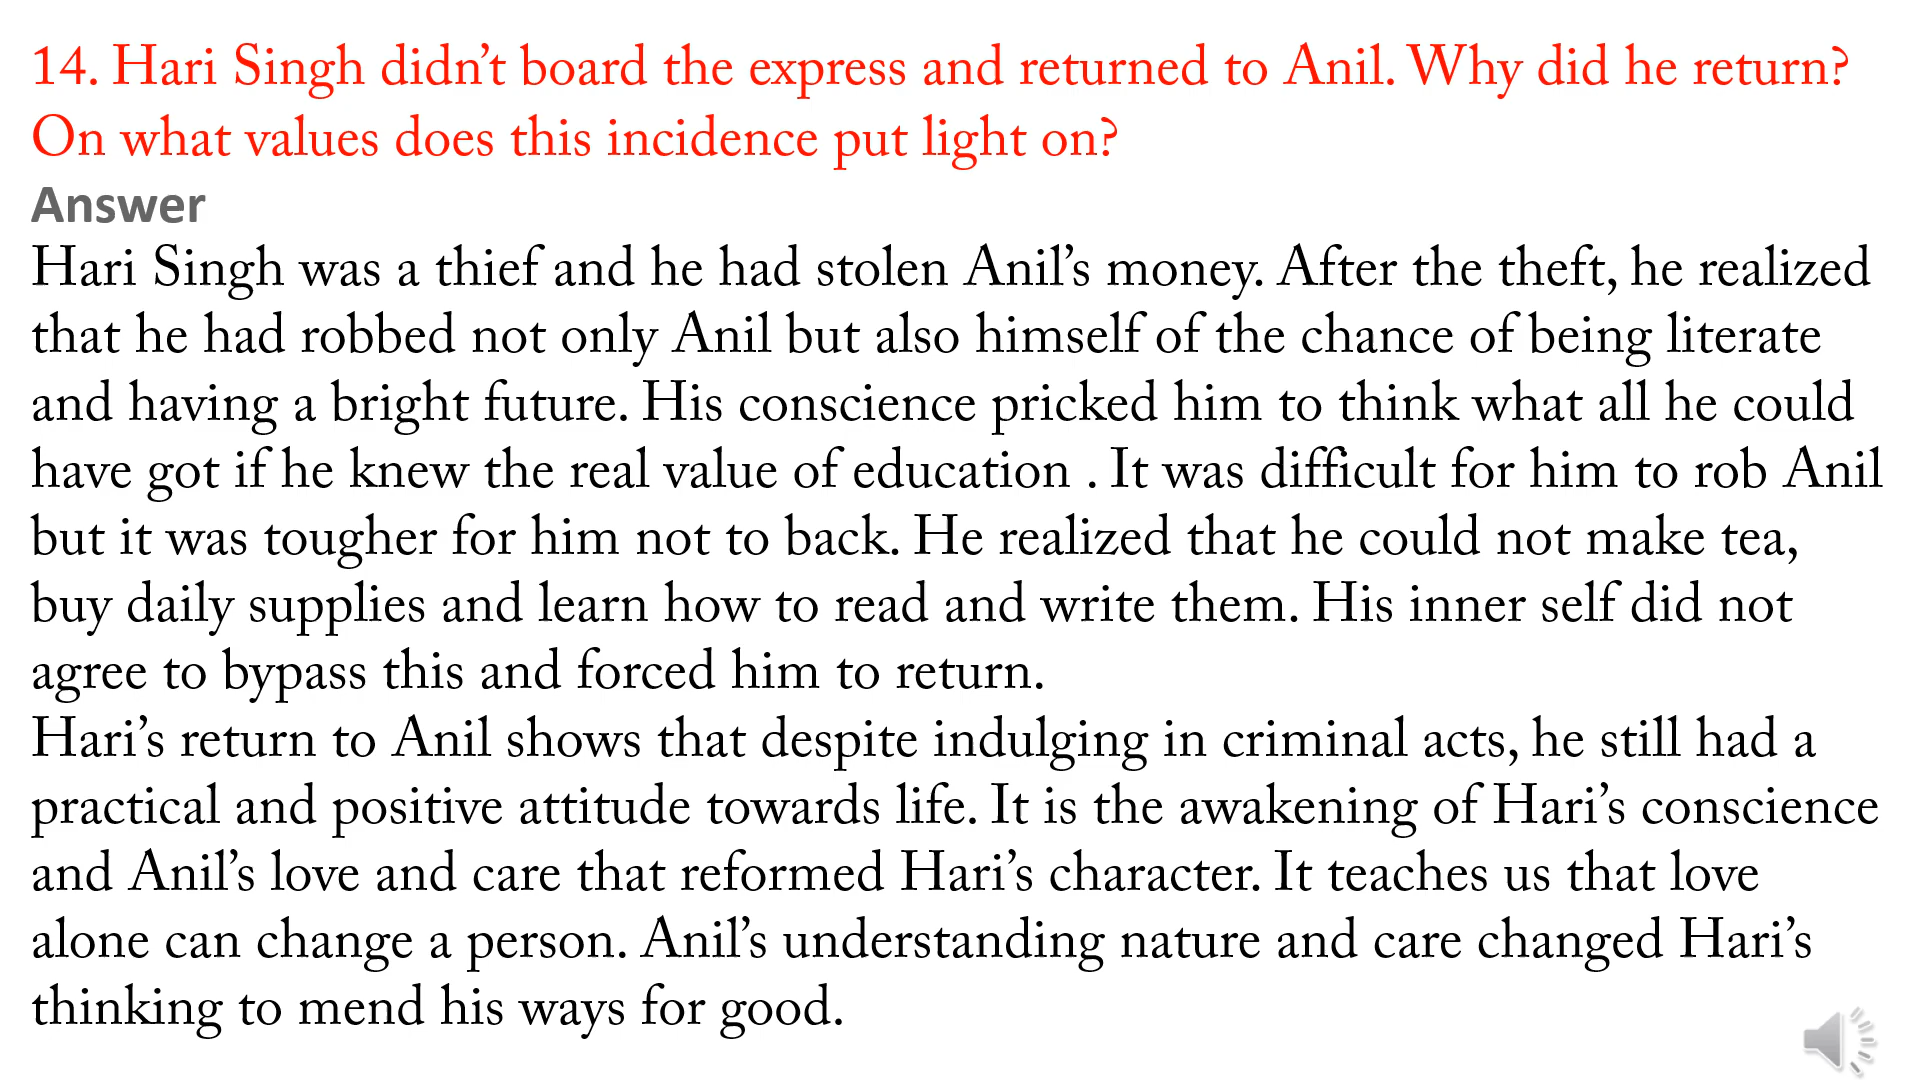 14. Hari Singh didn’t board the express and returned to Anil. Why did he return?
On what values does this incidence put light on?
Answer
Hari Singh was a thief and he had stolen Anil’s money. After the theft, he realized
that he had robbed not only Anil but also himself of the chance of being literate
and having a bright future. His conscience pricked him to think what all he could
have got if he knew the real value of education . It was difficult for him to rob Anil
but it was tougher for him not to back. He realized that he could not make tea,
buy daily supplies and learn how to read and write them. His inner self did not
agree to bypass this and forced him to return.
Hari’s return to Anil shows that despite indulging in criminal acts, he still had a
practical and positive attitude towards life. It is the awakening of Hari’s conscience
and Anil’s love and care that reformed Hari’s character. It teaches us that love
alone can change a person. Anil’s understanding nature and care changed Hari’s
thinking to mend his ways for good.